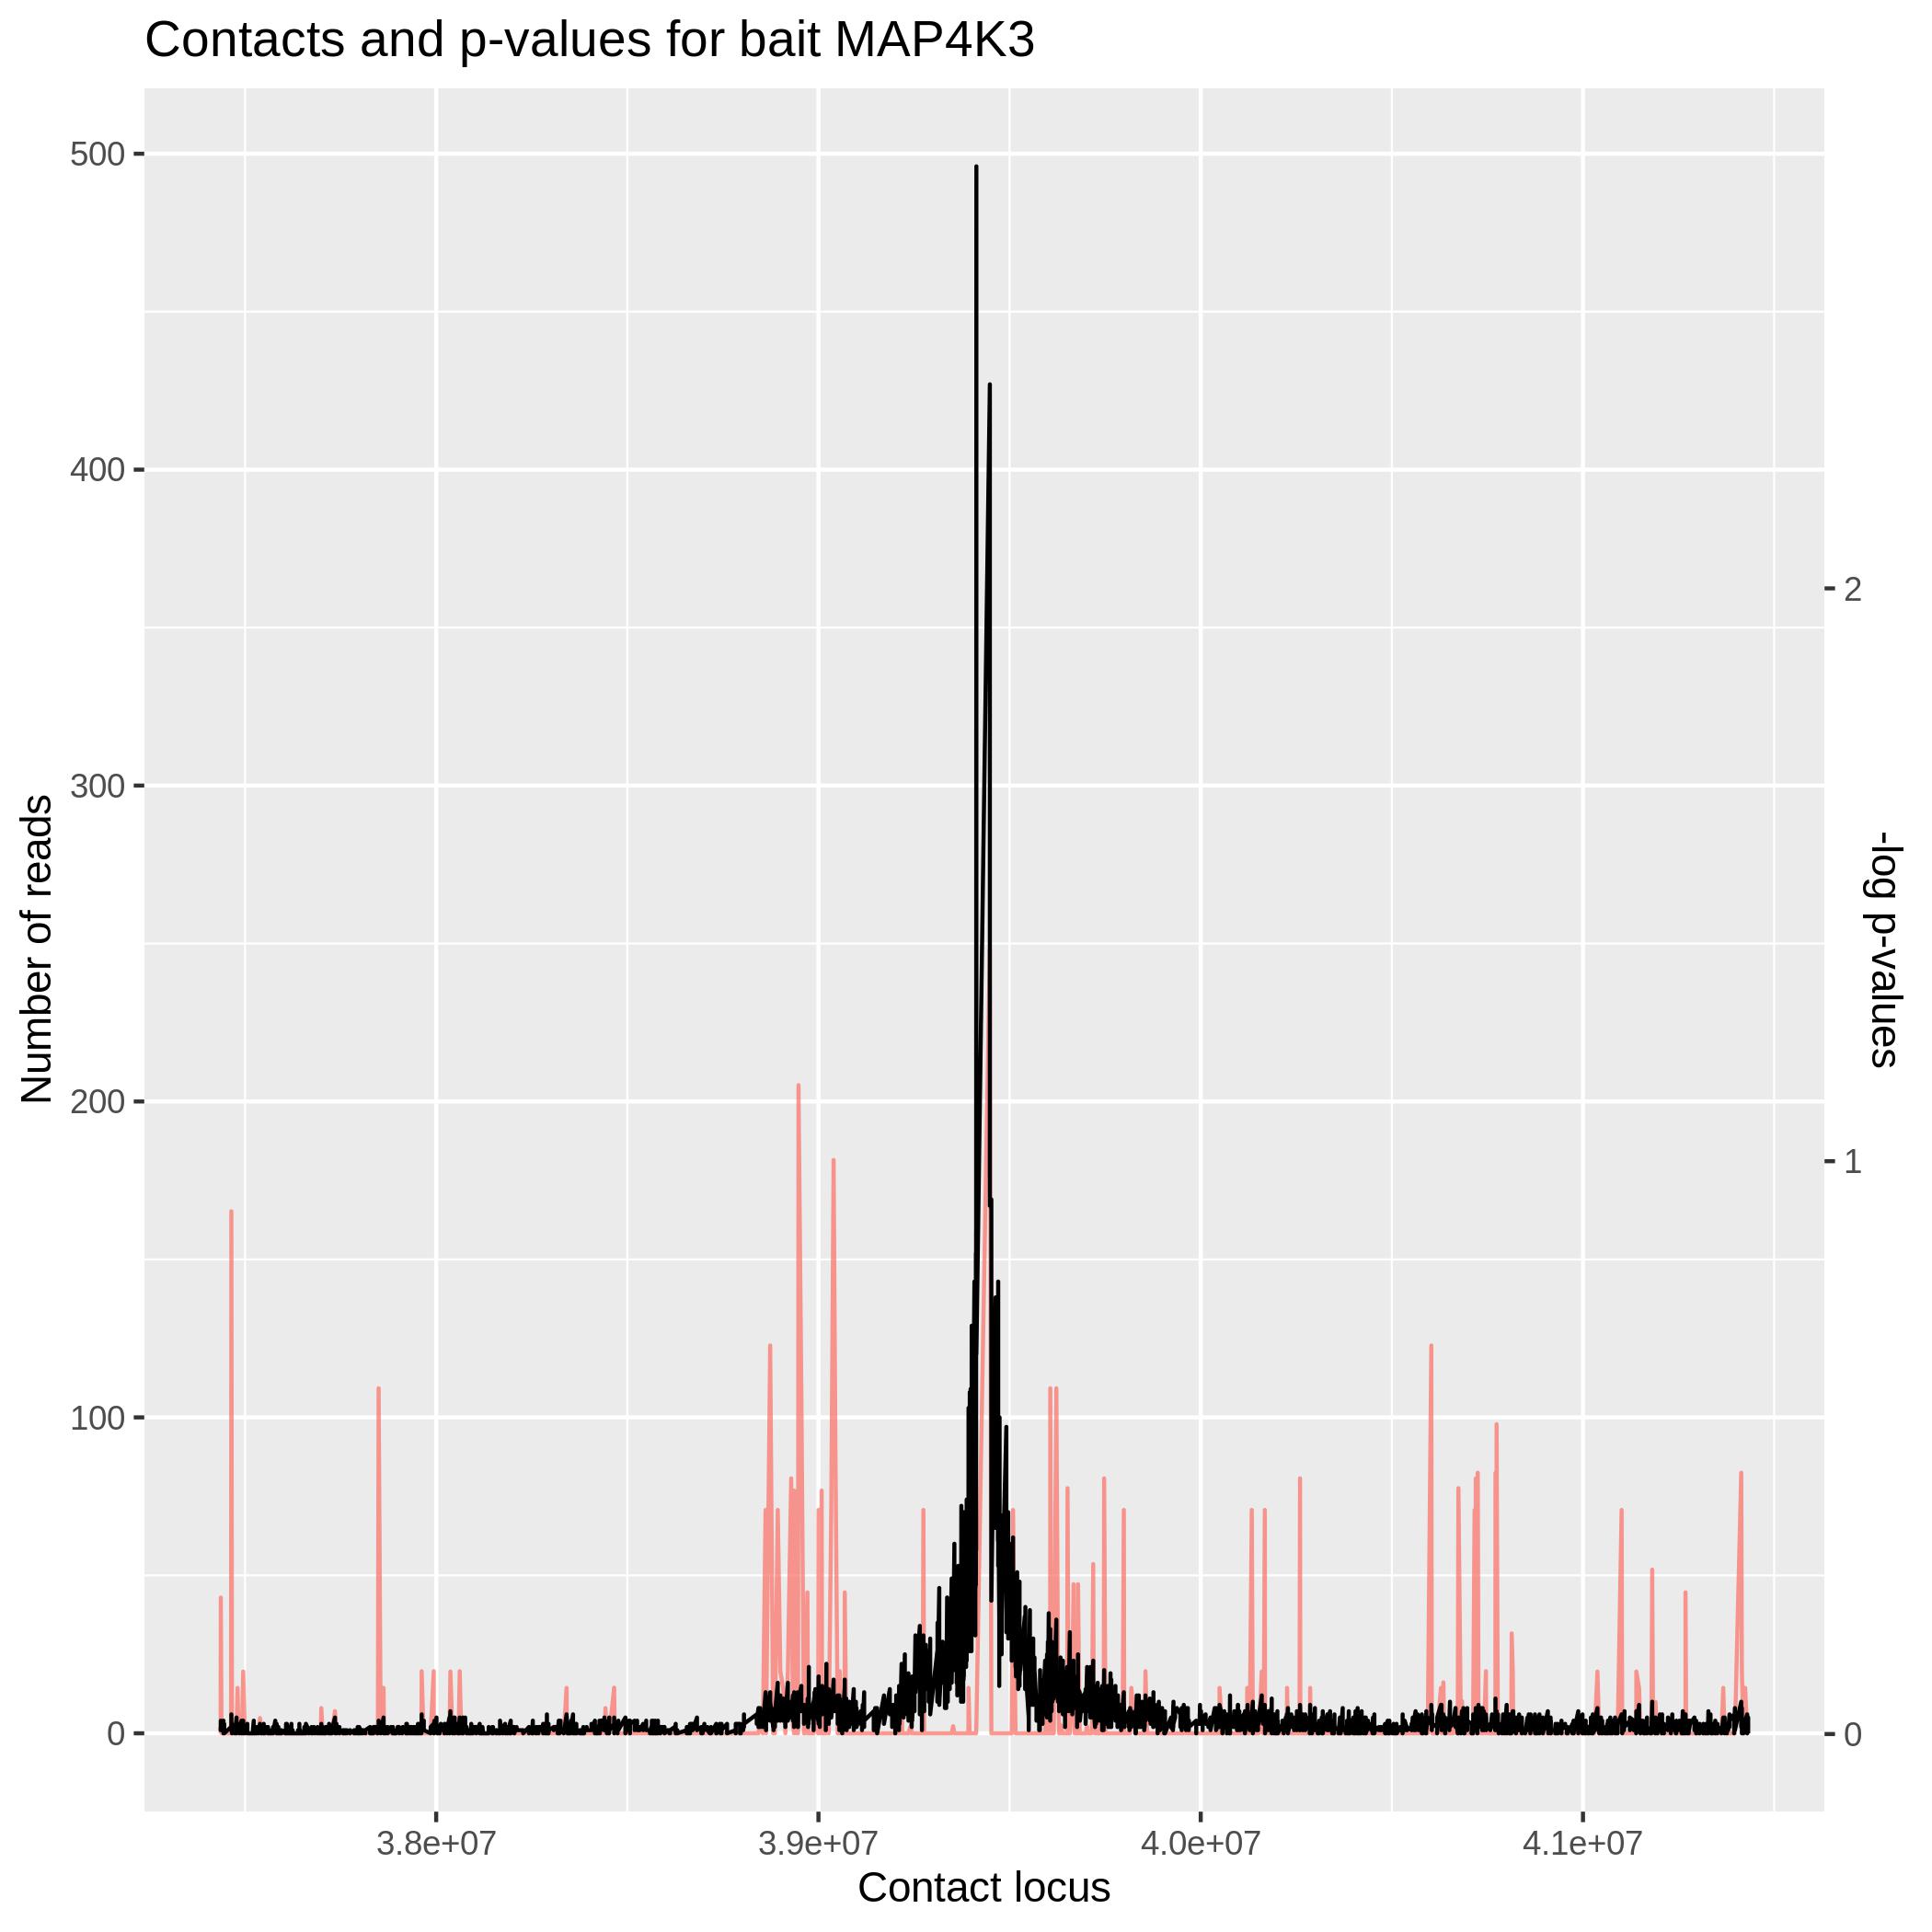 Contacts and p-values for bait MAP4K3
500
400
300
200
100
0
Number of reads
2
1
0
-log p-values
3.8e+07
3.9e+07
4.0e+07
4.1e+07
Contact locus